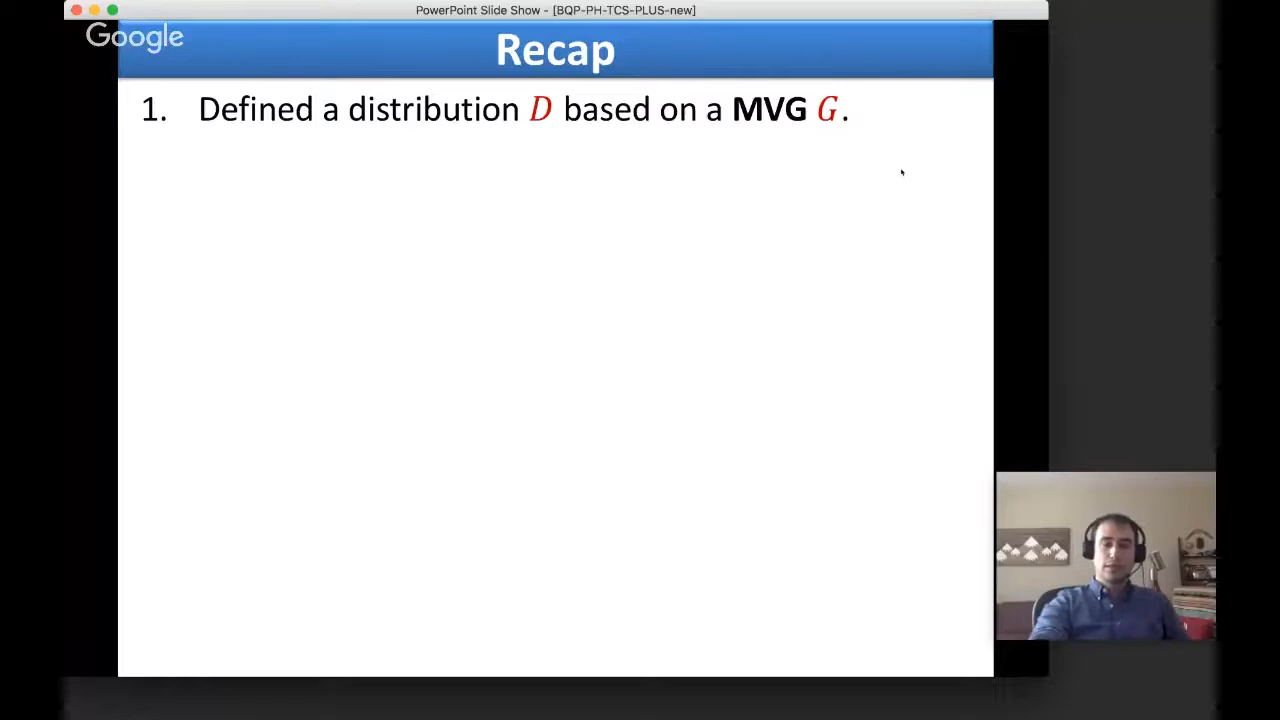 PowerPoint Slide Show - [BQP-PH-TCS-PLUS-new]
Google
Recap
1. Defined a distribution D based on a MVG G.